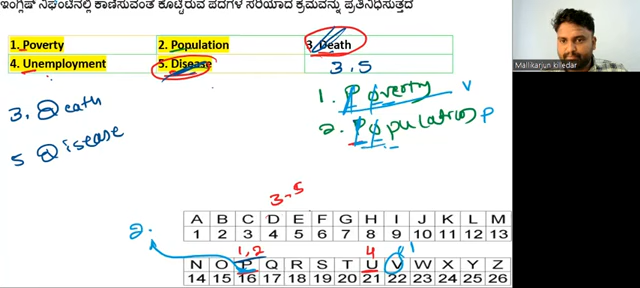 ಇಂಗ್ಲಿಷ್ ನಿಘಂಟಿನಲ್ಲಿ ಕಾಣಿಸುವಂತೆ ಕೊಟ್ಟಿರುವ ಪದಗಳ ಸರಿಯಾದ ಕ್ರಮವನ್ನು ಪ್ರತಿನಿಧಿಸುತ್ತದೆ
1. Poverty 2. Population 3. Death
4. Unemployment 5. Disease 3, 5
Mallikarjun kiledar
1. Poverty V
3. Death
2. Population P
5 Disease
3, 5
A B C D E F G H I J K L M
1 2 3 4 5 6 7 8 9 10 11 12 13
2. 1, 2 4 1
N O P Q R S T U V W X Y Z
14 15 16 17 18 19 20 21 22 23 24 25 26